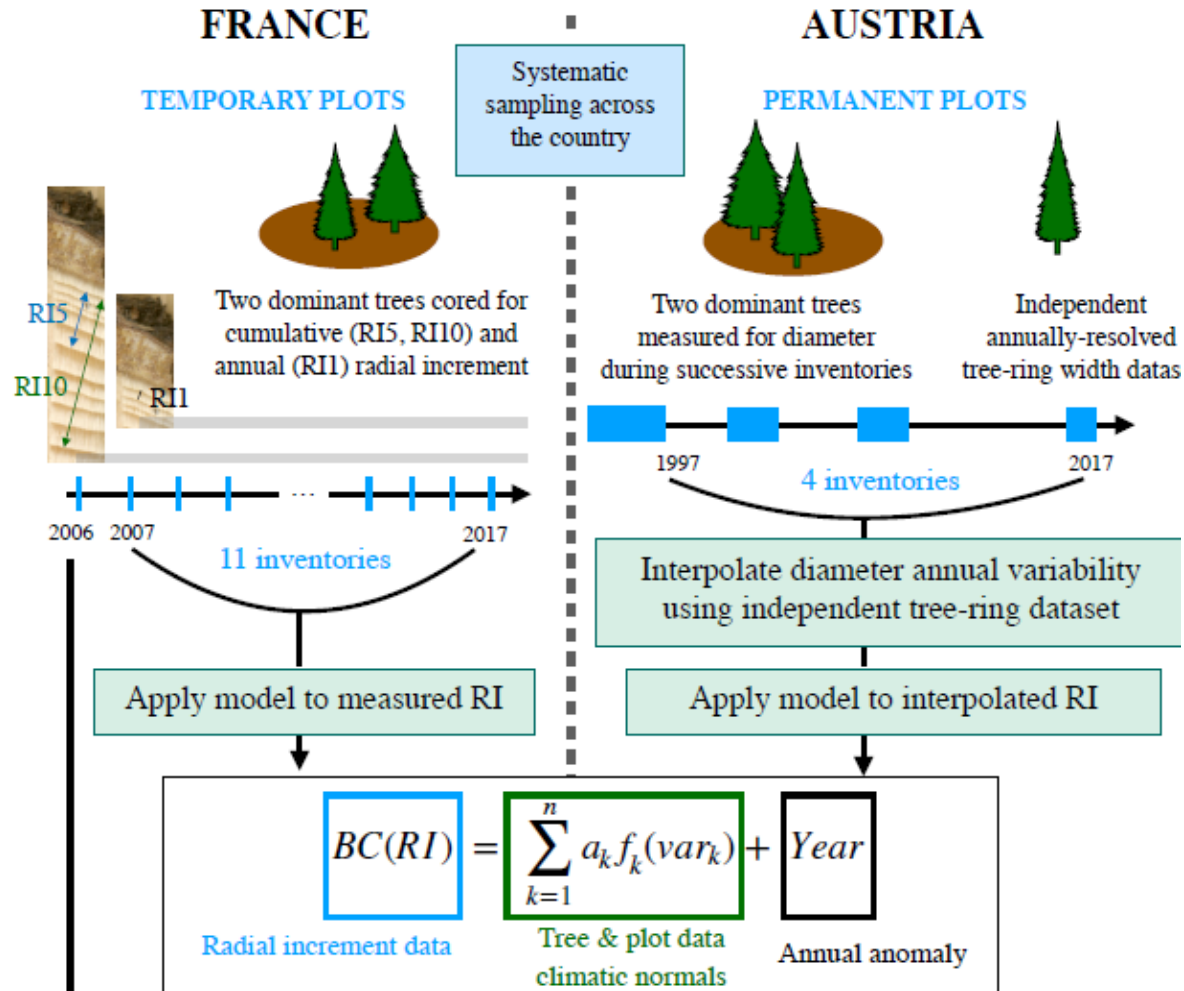 FRANCE
AUSTRIA
Systematic
sampling across
the country
TEMPORARY PLOTS
PERMANENT PLOTS
RI5
RI10
RI1
Two dominant trees cored for
cumulative (RI5, RI10) and
annual (RI1) radial increment
Two dominant trees
measured for diameter
during successive inventories
Independent
annually-resolved
tree-ring width datas
...
2006
2007
2017
11 inventories
1997
2017
4 inventories
Interpolate diameter annual variability
using independent tree-ring dataset
Apply model to measured RI
Apply model to interpolated RI
BC(RI) = \sum_{k=1}^{n} a_k f_k(var_k) + Year
Radial increment data
Tree & plot data
climatic normals
Annual anomaly